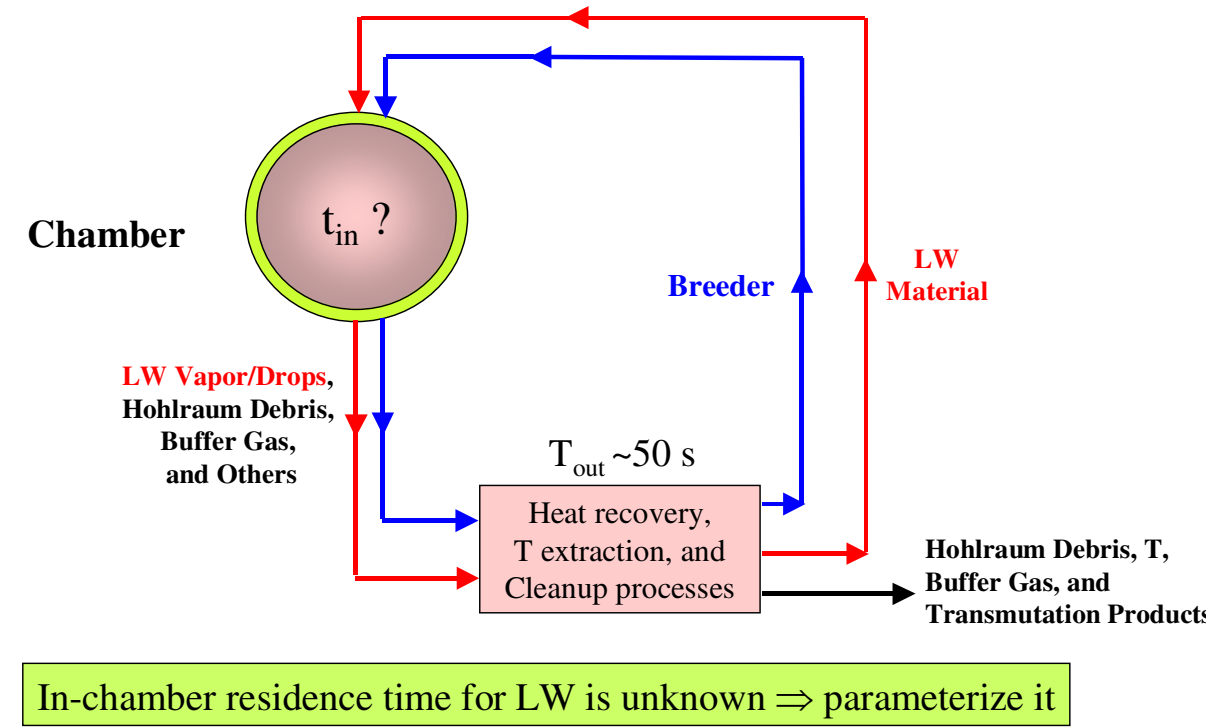 t_in ?
Chamber
Breeder
LW
Material
LW Vapor/Drops,
Hohlraum Debris,
Buffer Gas,
and Others
T_out ~50 s
Heat recovery,
T extraction, and
Cleanup processes
Hohlraum Debris, T,
Buffer Gas, and
Transmutation Products
In-chamber residence time for LW is unknown ⇒ parameterize it